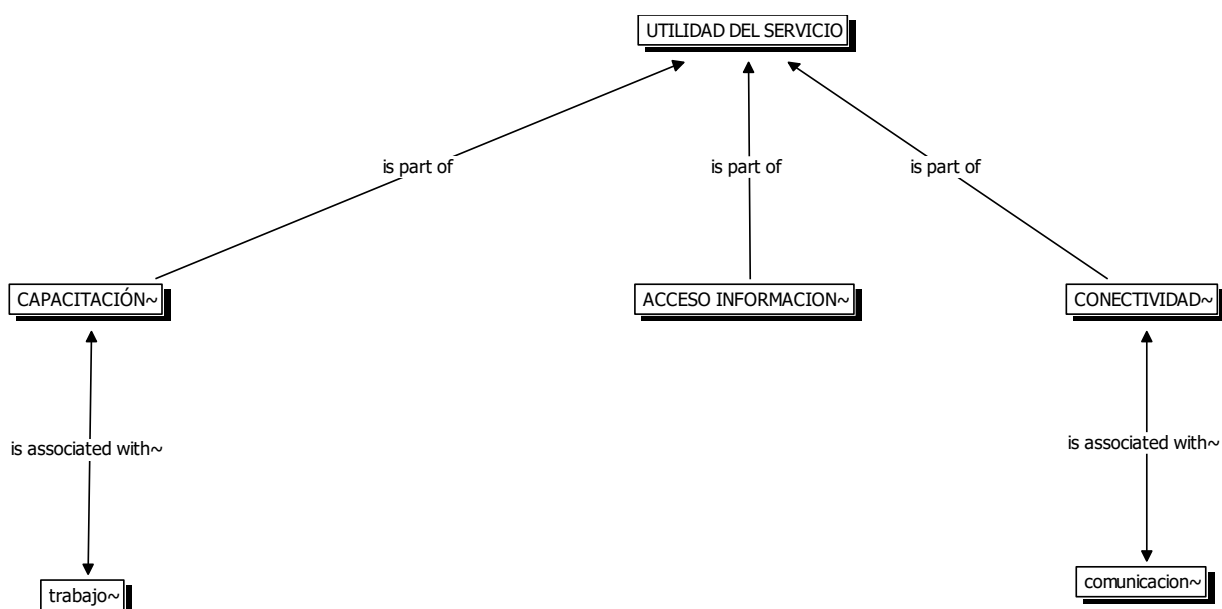 UTILIDAD DEL SERVICIO
is part of
is part of
is part of
CAPACITACIÓN~
ACCESO INFORMACION~
CONECTIVIDAD~
is associated with~
is associated with~
trabajo~
comunicacion~